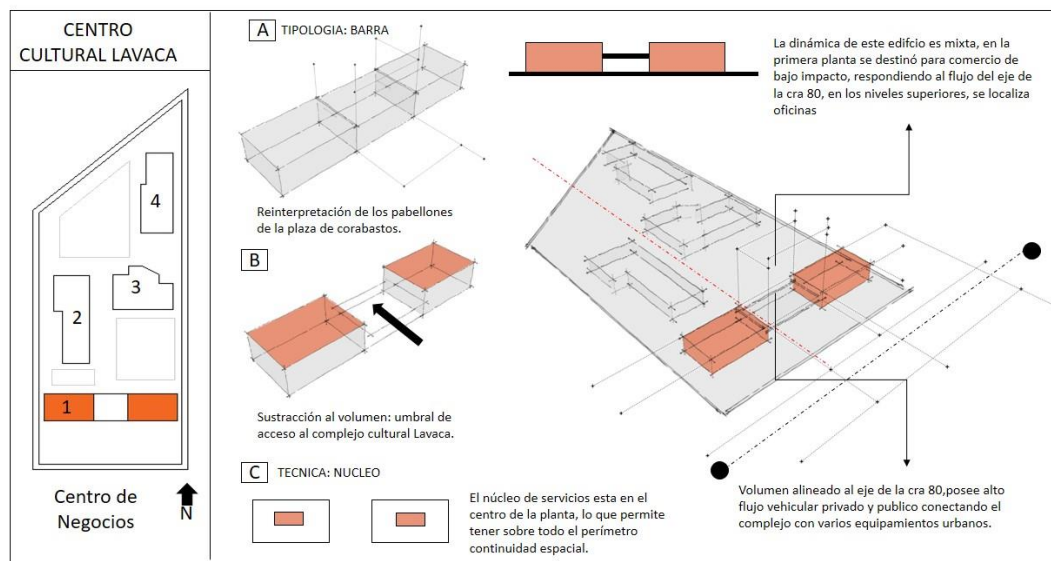 CENTRO
CULTURAL LAVACA
4
3
2
1
Centro de
Negocios
N
A TIPOLOGIA: BARRA
Reinterpretación de los pabellones
de la plaza de corabastos.
B
Sustracción al volumen: umbral de
acceso al complejo cultural Lavaca.
C TECNICA: NUCLEO
El núcleo de servicios esta en el
centro de la planta, lo que permite
tener sobre todo el perímetro
continuidad espacial.
La dinámica de este edifcio es mixta, en la
primera planta se destinó para comercio de
bajo impacto, respondiendo al flujo del eje de
la cra 80, en los niveles superiores, se localiza
oficinas
Volumen alineado al eje de la cra 80,posee alto
flujo vehicular privado y publico conectando el
complejo con varios equipamientos urbanos.